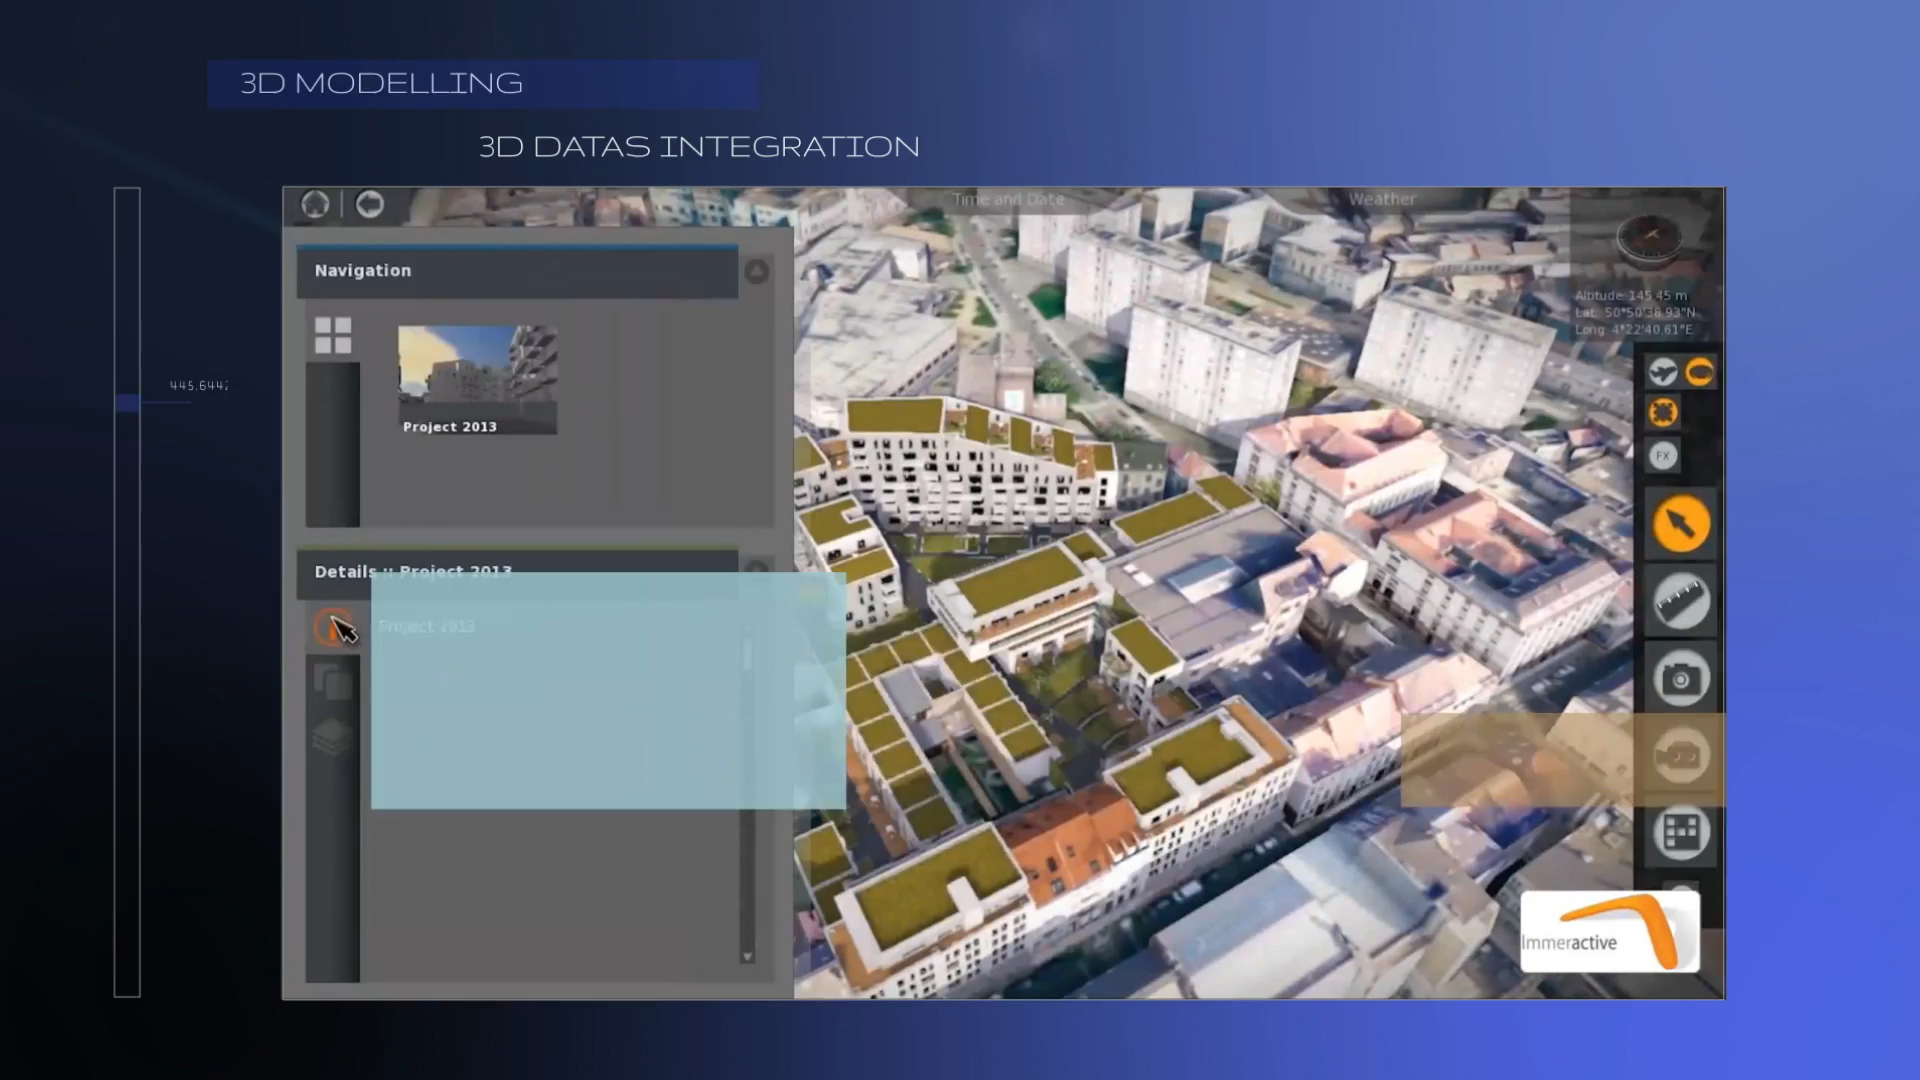 3D MODELLING
3D DATAS INTEGRATION
Time and Date
Weather
Navigation
Project 2013
Altitude: 145.45 m
Lat: 50°50'38.93"N
Long: 4°22'40.61"E
445.6442
FX
Details :: Project 2013
Project 2013
Immeractive